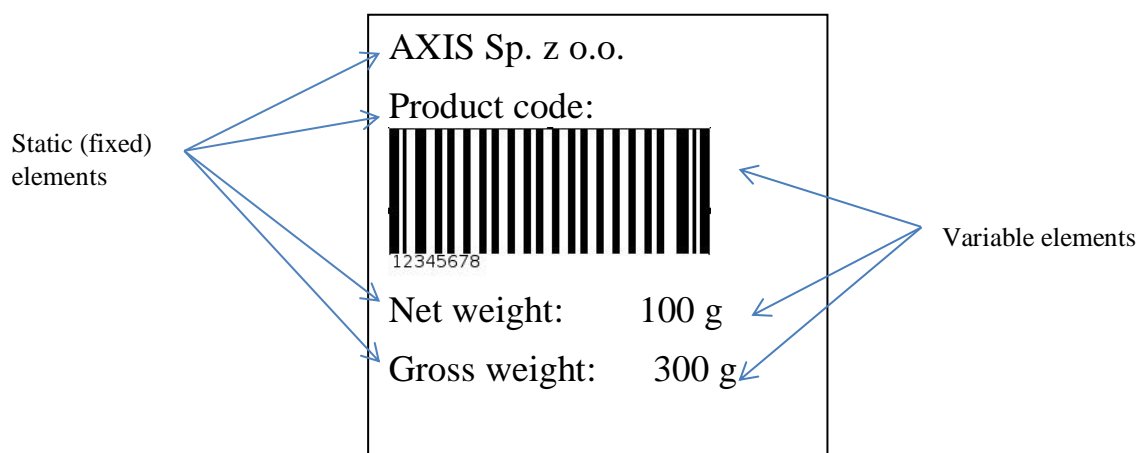 AXIS Sp. z o.o.
Product code:
Static (fixed)
elements
Variable elements
12345678
Net weight: 100 g
Gross weight: 300 g